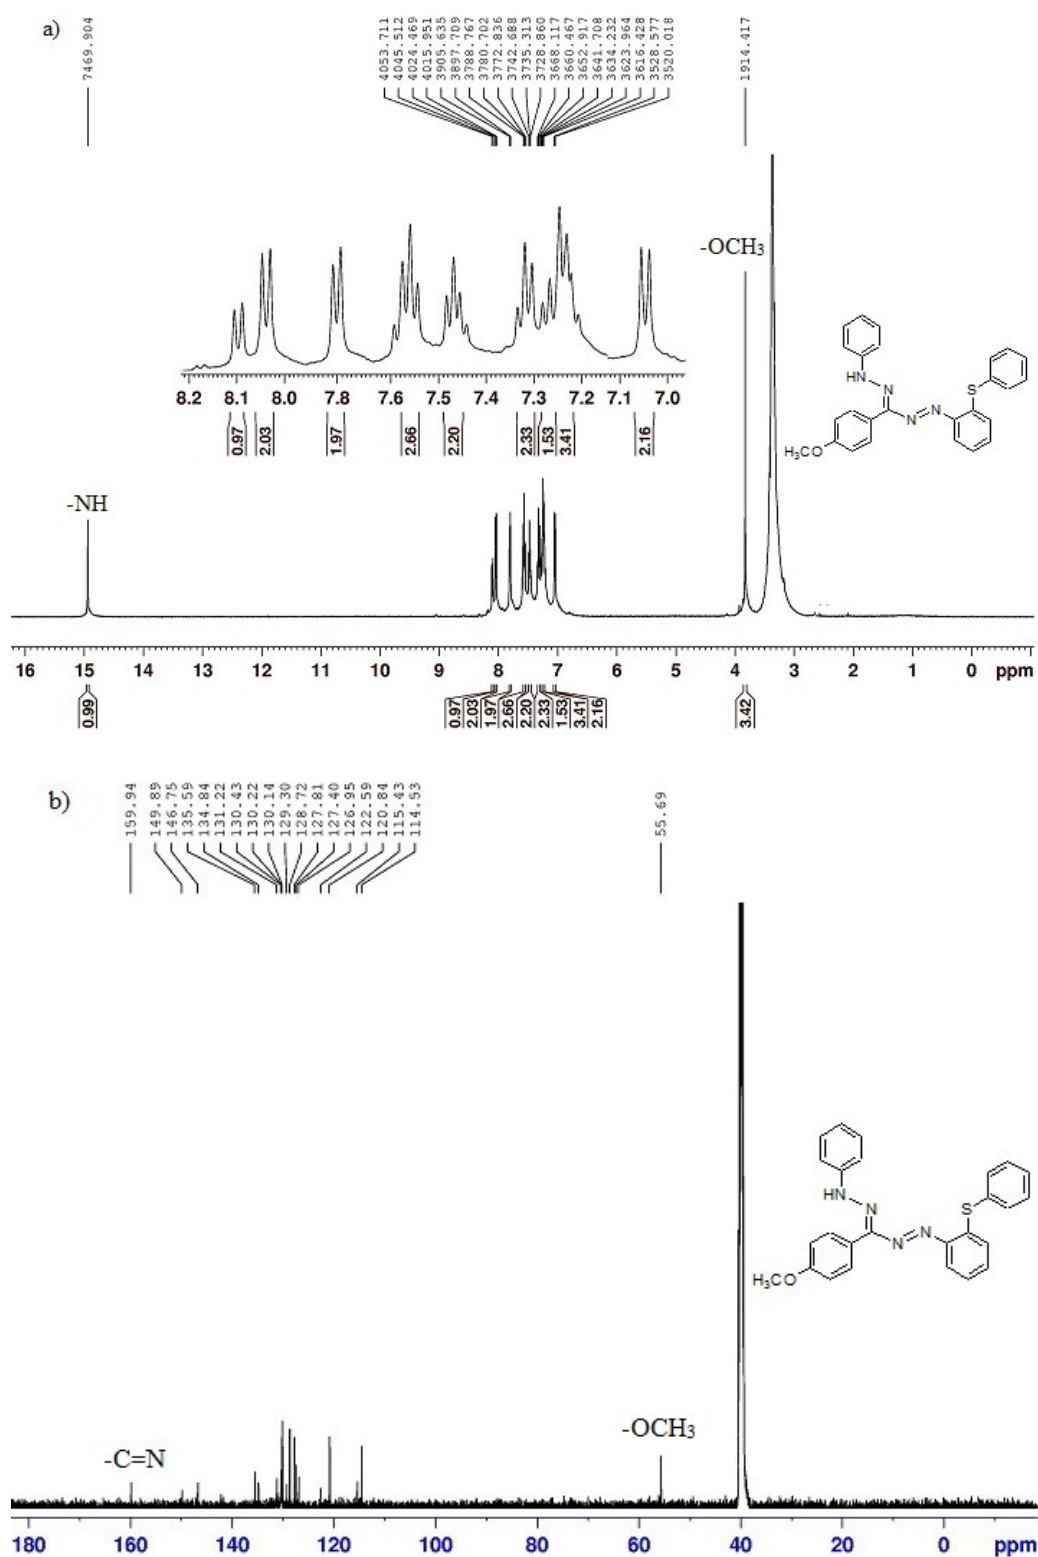 a)
7469.904
4053.711
4045.512
4024.469
4015.951
3905.635
3897.709
3788.767
3780.702
3772.836
3742.688
3735.313
3728.860
3668.117
3660.467
3652.917
3641.708
3634.232
3623.964
3616.428
3528.577
3520.018
1914.417
-OCH3
8.2 8.1 8.0 7.8 7.6 7.5 7.4 7.3 7.2 7.1 7.0
0.97 2.03 1.97 2.66 2.20 2.33 1.53 3.41 2.16
HN N S
N N
H3CO
-NH
16 15 14 13 12 11 10 9 8 7 6 5 4 3 2 1 0 ppm
0.99 0.97 2.03 1.97 2.66 2.20 2.33 1.53 3.41 2.16 3.42
b)
159.94
149.89
146.75
135.59
134.84
131.22
130.43
130.22
130.14
129.30
128.72
127.81
127.40
126.95
122.59
120.84
115.43
114.53
55.69
HN N S
N N
H3CO
-C=N
-OCH3
180 160 140 120 100 80 60 40 20 0 ppm